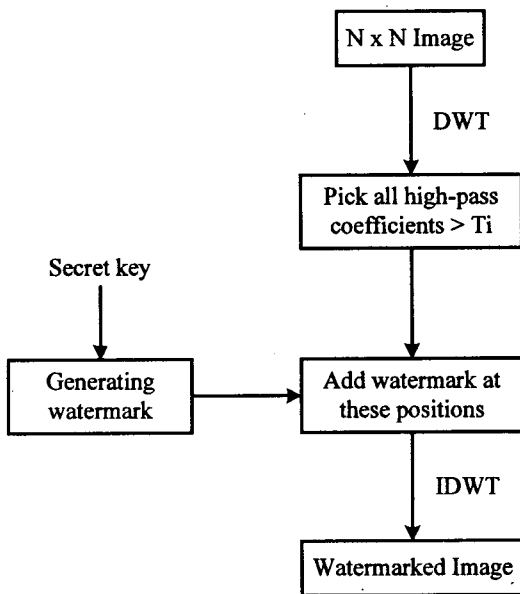 N x N Image
DWT
Pick all high-pass
coefficients > Ti
Secret key
Generating
watermark
Add watermark at
these positions
IDWT
Watermarked Image